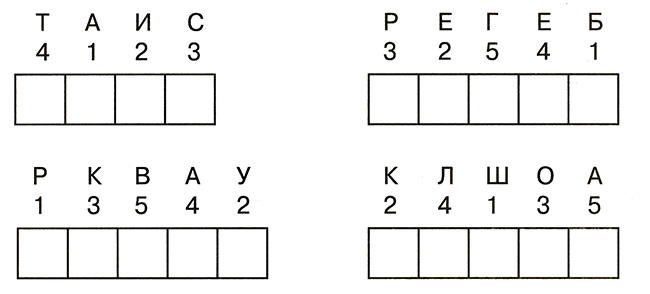 Т А И С
4 1 2 3
Р Е Г Е Б
3 2 5 4 1
Р К В А У
1 3 5 4 2
К Л Ш О А
2 4 1 3 5